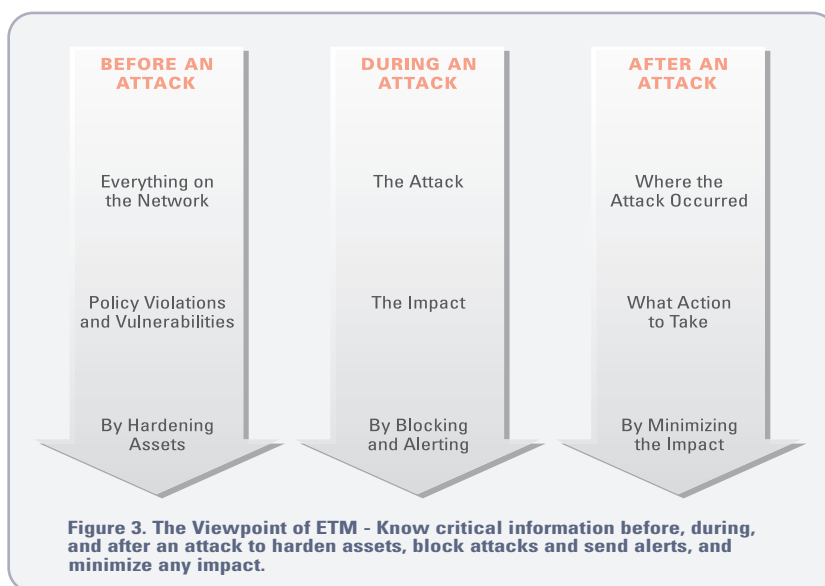 BEFORE AN
ATTACK
Everything on
the Network
Policy Violations
and Vulnerabilities
By Hardening
Assets
DURING AN
ATTACK
The Attack
The Impact
By Blocking
and Alerting
AFTER AN
ATTACK
Where the
Attack Occurred
What Action
to Take
By Minimizing
the Impact
Figure 3. The Viewpoint of ETM - Know critical information before, during,
and after an attack to harden assets, block attacks and send alerts, and
minimize any impact.